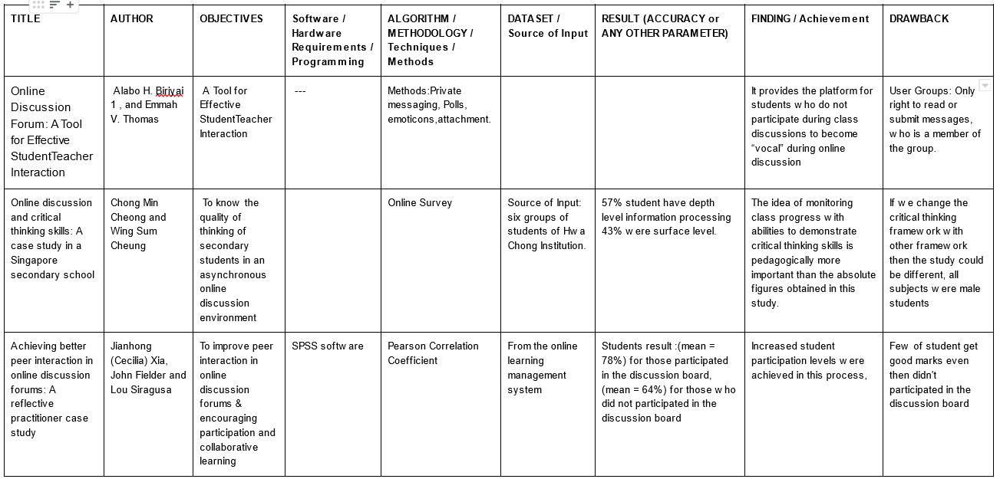 TITLE
AUTHOR
OBJECTIVES
Software /
Hardware
Requirements /
Programming
ALGORITHM /
METHODOLOGY /
Techniques /
Methods
DATASET /
Source of Input
RESULT (ACCURACY or
ANY OTHER PARAMETER)
FINDING / Achievement
DRAWBACK
Online
Discussion
Forum: A Tool
for Effective
StudentTeacher
Interaction
Alabo H. Biriyai
1 , and Emmah
V. Thomas
A Tool for
Effective
StudentTeacher
Interaction
---
Methods:Private
messaging, Polls,
emoticons,attachment.
It provides the platform for
students who do not
participate during class
discussions to become
“vocal” during online
discussion
User Groups: Only
right to read or
submit messages,
who is a member of
the group.
Online discussion
and critical
thinking skills: A
case study in a
Singapore
secondary school
Chong Min
Cheong and
Wing Sum
Cheung
To know the
quality of
thinking of
secondary
students in an
asynchronous
online
discussion
environment
Online Survey
Source of Input:
six groups of
students of Hwa
Chong Institution.
57% student have depth
level information processing
43% were surface level.
The idea of monitoring
class progress with
abilities to demonstrate
critical thinking skills is
pedagogically more
important than the absolute
figures obtained in this
study.
If we change the
critical thinking
framework with
other framework
then the study could
be different, all
subjects were male
students
Achieving better
peer interaction in
online discussion
forums: A
reflective
practitioner case
study
Jianhong
(Cecilia) Xia,
John Fielder and
Lou Siragusa
To improve peer
interaction in
online
discussion
forums &
encouraging
participation and
collaborative
learning
SPSS software
Pearson Correlation
Coefficient
From the online
learning
management
system
Students result :(mean =
78%) for those participated
in the discussion board,
(mean = 64%) for those who
did not participated in the
discussion board
Increased student
participation levels were
achieved in this process,
Few of student get
good marks even
then didn't
participated in the
discussion board